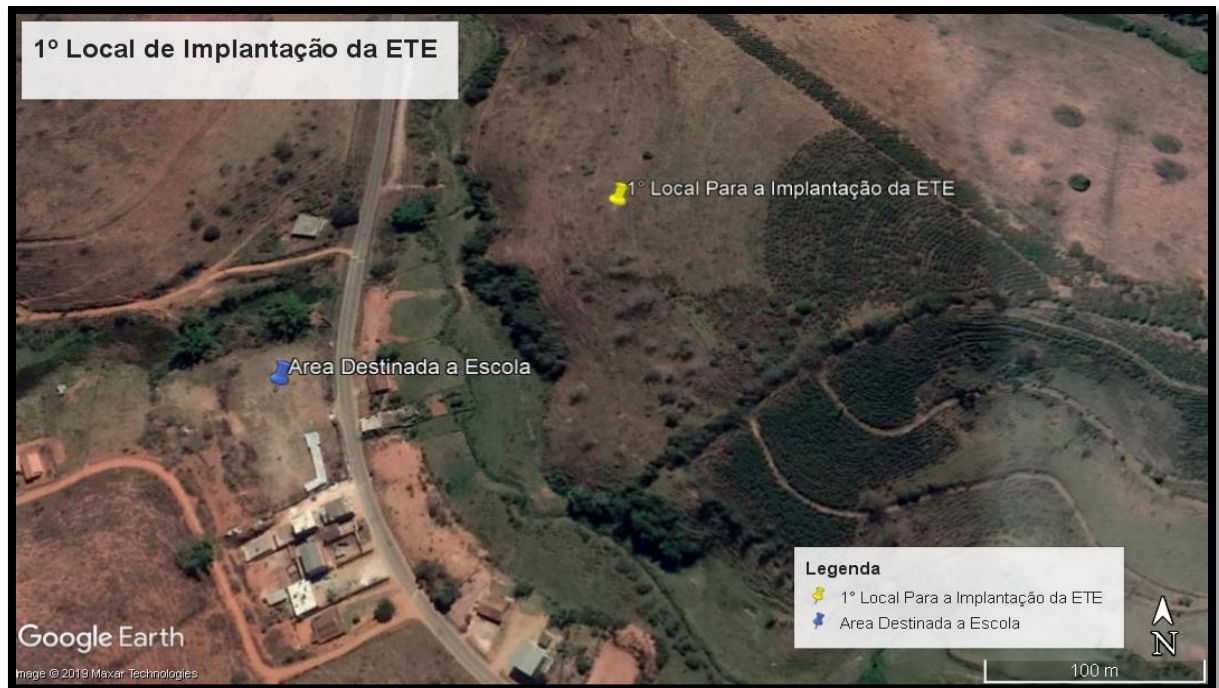 1º Local de Implantação da ETE
1° Local Para a Implantação da ETE
Area Destinada a Escola
Legenda
1° Local Para a Implantação da ETE
Area Destinada a Escola
N
100 m
Google Earth
Image © 2019 Maxar Technologies